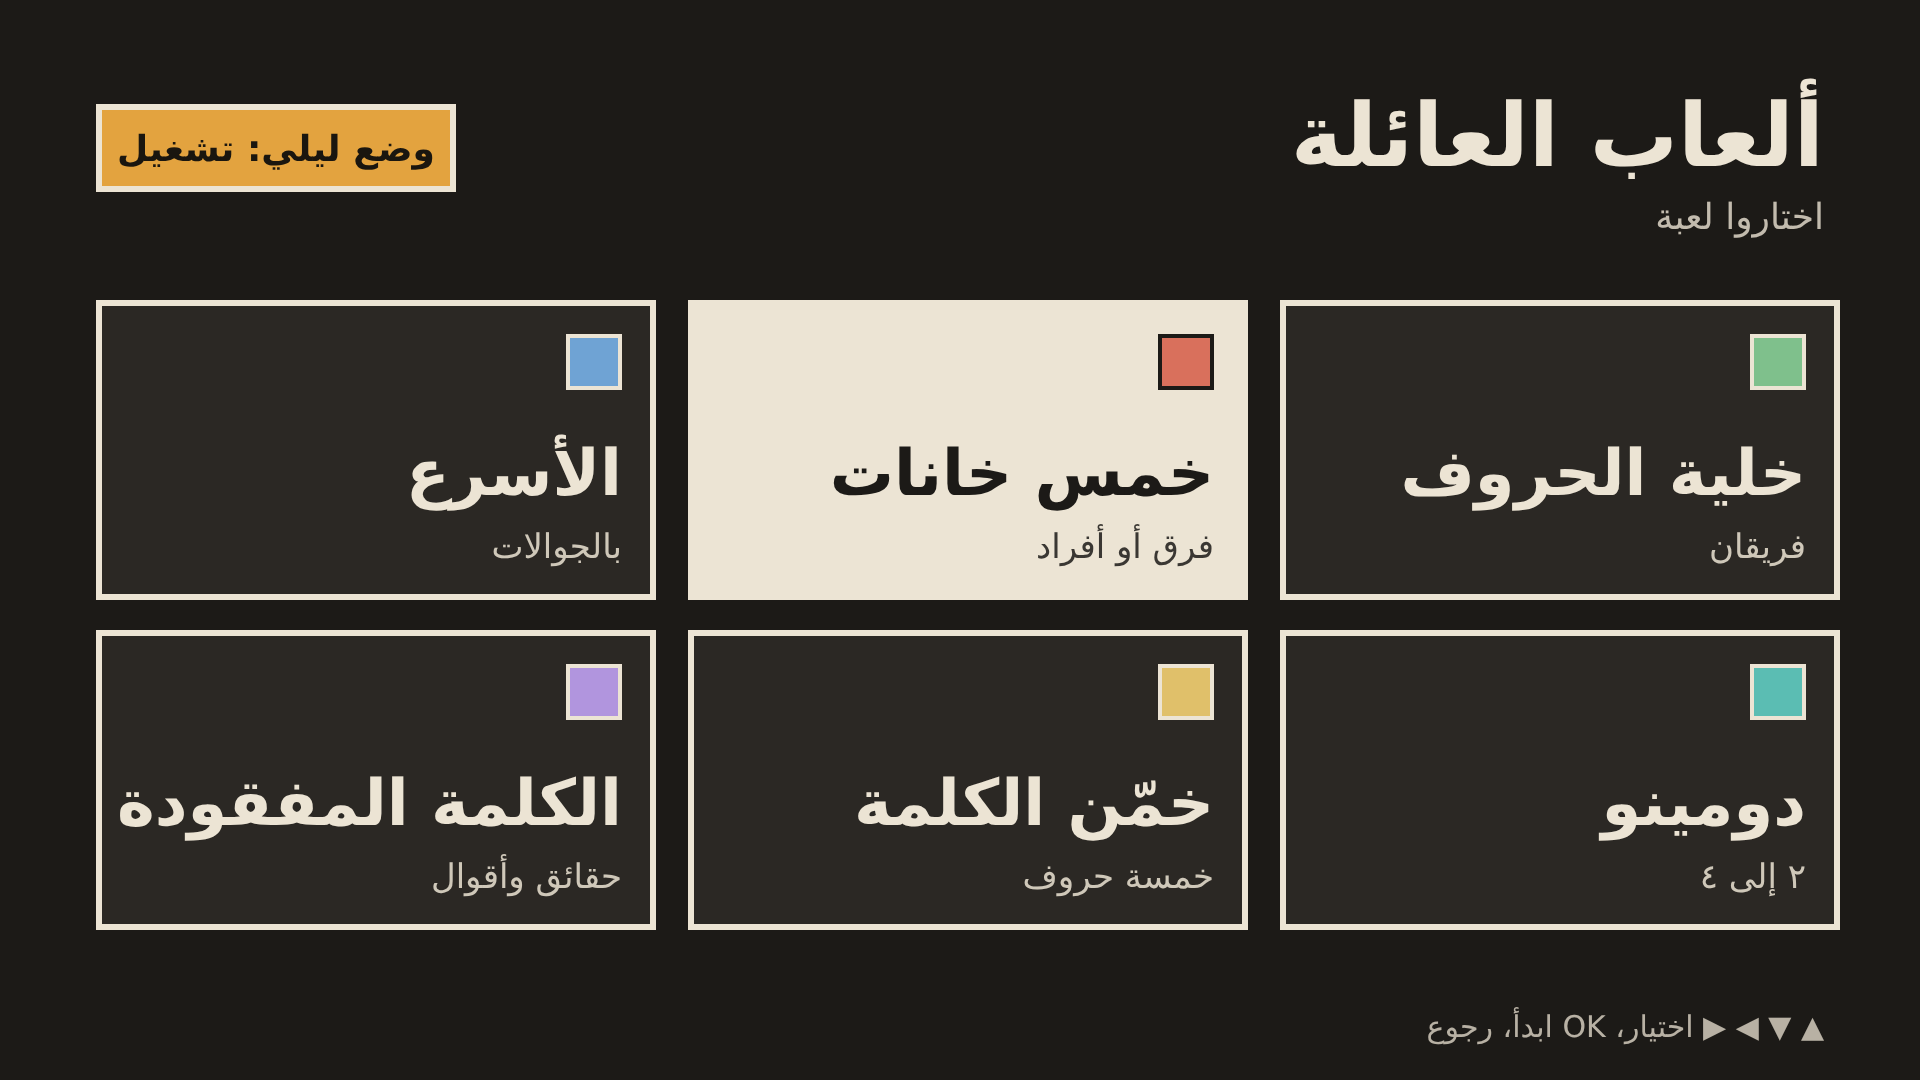 ألعاب العائلة
اختاروا لعبة
وضع ليلي: تشغيل
خلية الحروف
فريقان
خمس خانات
فرق أو أفراد
الأسرع
بالجوالات
دومينو
٢ إلى ٤
خمّن الكلمة
خمسة حروف
الكلمة المفقودة
حقائق وأقوال
▲ ▼ ◀ ▶ اختيار، OK ابدأ، رجوع